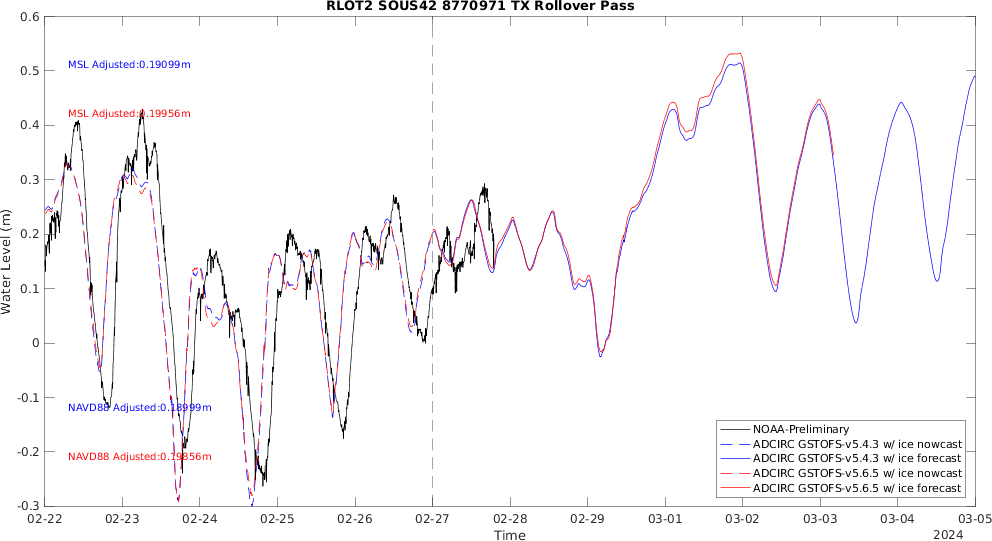 RLOT2 SOUS42 8770971 TX Rollover Pass
0.6
0.5
0.4
0.3
0.2
0.1
0
-0.1
-0.2
-0.3
Water Level (m)
MSL Adjusted:0.19099m
MSL Adjusted:0.19956m
NAVD88 Adjusted:0.18999m
NAVD88 Adjusted:0.19856m
NOAA-Preliminary
ADCIRC GSTOFS-v5.4.3 w/ ice nowcast
ADCIRC GSTOFS-v5.4.3 w/ ice forecast
ADCIRC GSTOFS-v5.6.5 w/ ice nowcast
ADCIRC GSTOFS-v5.6.5 w/ ice forecast
02-22 02-23 02-24 02-25 02-26 02-27 02-28 02-29 03-01 03-02 03-03 03-04 03-05
Time
2024